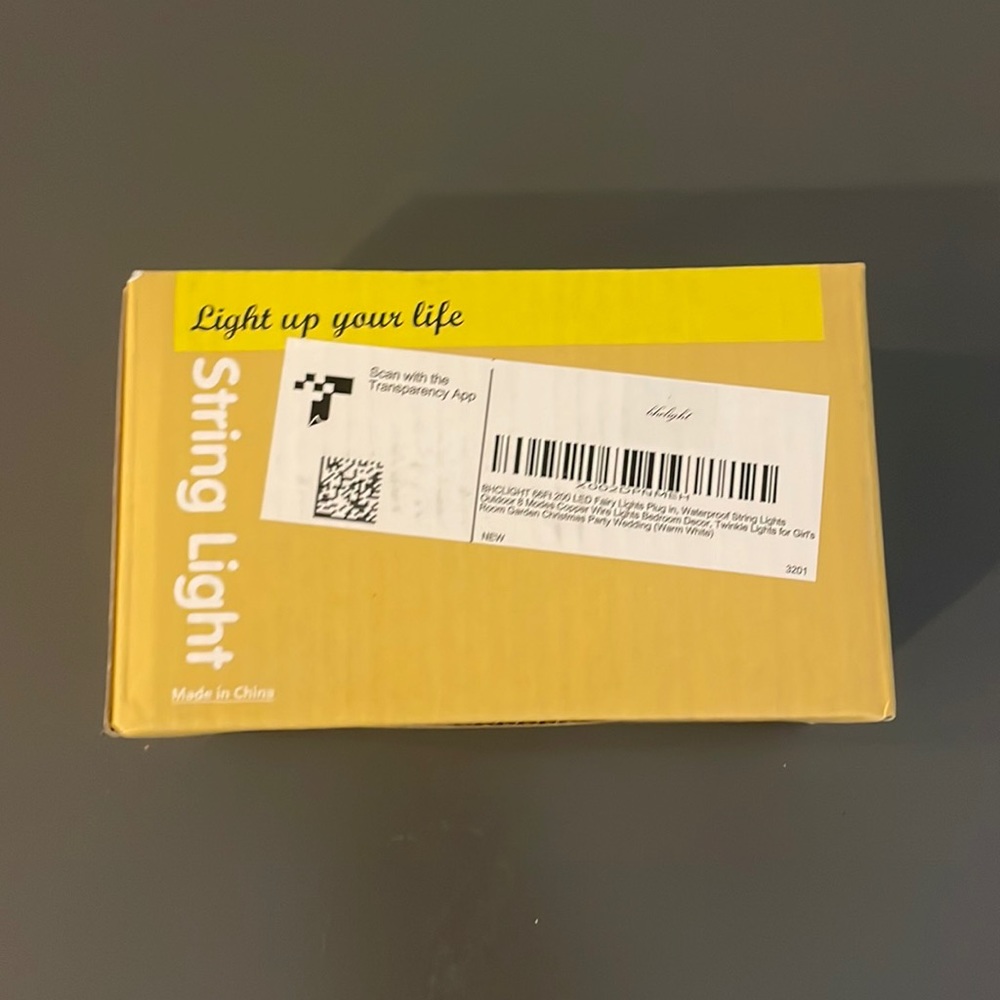 Light up your life
String Light
Made in China
Scan with the
Transparency App
bhclight
X002DPNMEH
BHCLIGHT 66Ft 200 LED Fairy Lights Plug in, Waterproof String Lights
Outdoor 8 Modes Copper Wire Lights Bedroom Decor, Twinkle Lights for Girl's
Room Garden Christmas Party Wedding (Warm White)
NEW
3201